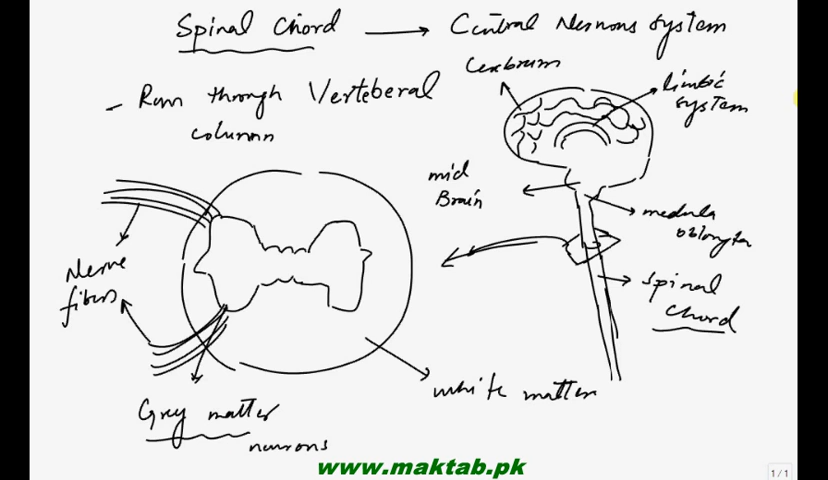 Spinal Chord → Central Nervous system
- Run through Verteberal
column
Cerebrum
limbic
system
mid
Brain
medula
oblongta
spinal
chord
Nerve
fibers
white matter
Grey matter
neurons
www.maktab.pk
1/1